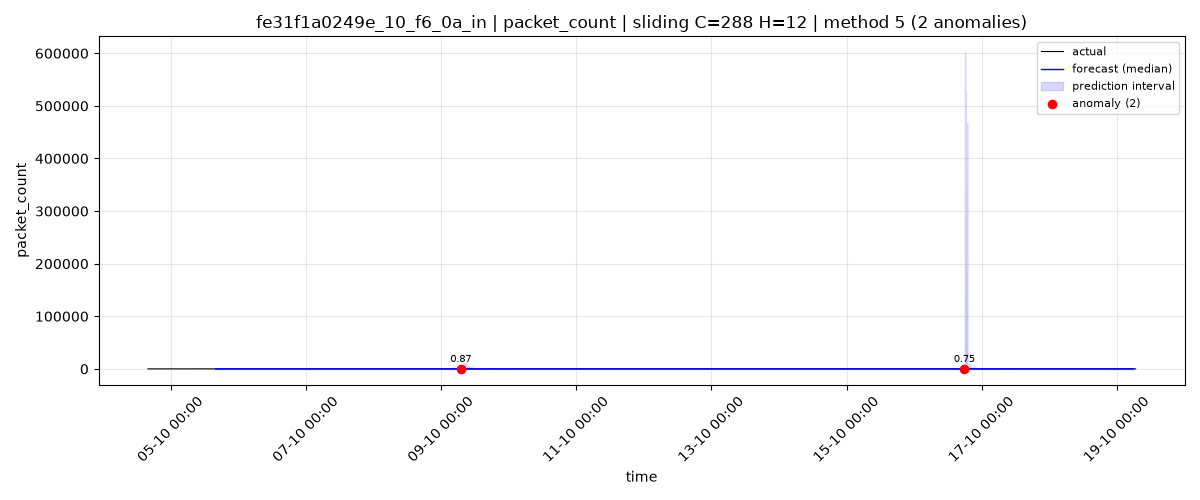 fe31f1a0249e_10_f6_0a_in | packet_count | sliding C=288 H=12 | method 5 (2 anomalies)
actual
forecast (median)
prediction interval
anomaly (2)
packet_count
600000
500000
400000
300000
200000
100000
0
0.87
0.75
05-10 00:00
07-10 00:00
09-10 00:00
11-10 00:00
13-10 00:00
15-10 00:00
17-10 00:00
19-10 00:00
time